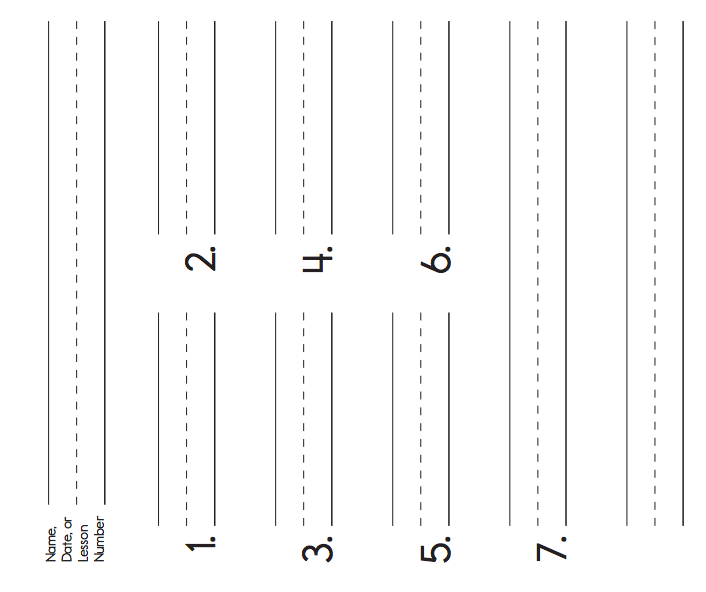 Name,
Date, or
Lesson
Number
1.
2.
3.
4.
5.
6.
7.